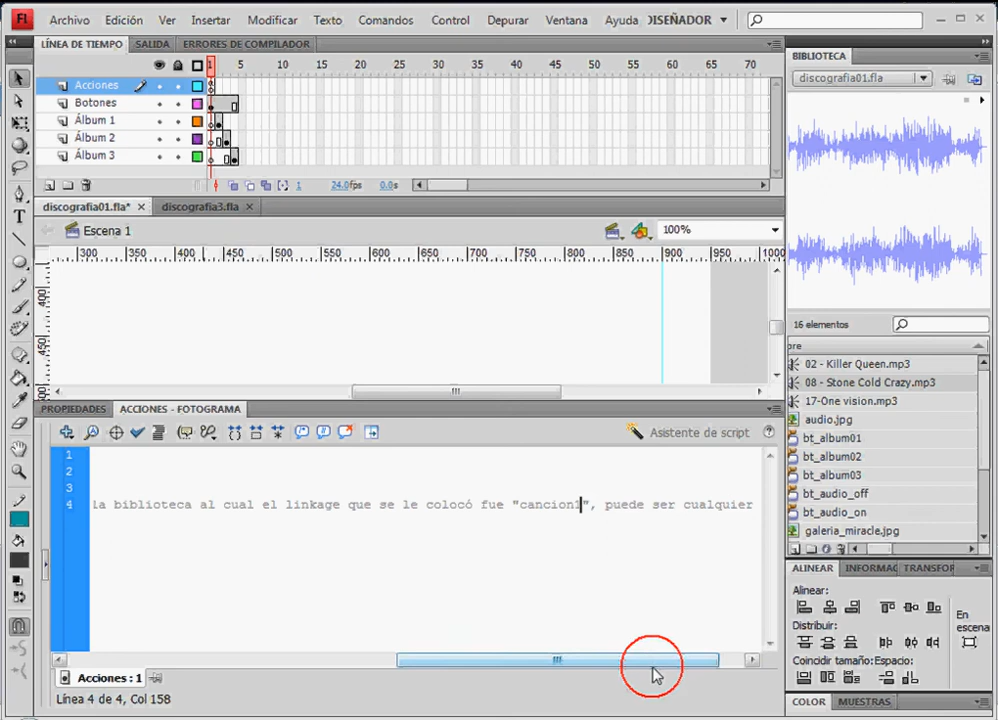 Fl Archivo Edición Ver Insertar Modificar Texto Comandos Control Depurar Ventana Ayuda DISEÑADOR
LÍNEA DE TIEMPO SALIDA ERRORES DE COMPILADOR
1 5 10 15 20 25 30 35 40 45 50 55 60 65 70
Acciones
Botones
Álbum 1
Álbum 2
Álbum 3
1 24.0fps 0.0s
discografia01.fla* discografia3.fla
Escena 1 100%
300 350 400 450 500 550 600 650 700 750 800 850 900 950 1000
400
450
PROPIEDADES ACCIONES - FOTOGRAMA
Asistente de script
1
2
3
4 la biblioteca al cual el linkage que se le colocó fue "cancion1", puede ser cualquier
Acciones : 1
Línea 4 de 4, Col 158
BIBLIOTECA
discografia01.fla
16 elementos
bre
02 - Killer Queen.mp3
08 - Stone Cold Crazy.mp3
17-One vision.mp3
audio.jpg
bt_album01
bt_album02
bt_album03
bt_audio_off
bt_audio_on
galeria_miracle.jpg
ALINEAR INFORMAC TRANSFOR
Alinear:
Distribuir:
En
escena
Coincidir tamaño: Espacio:
COLOR MUESTRAS